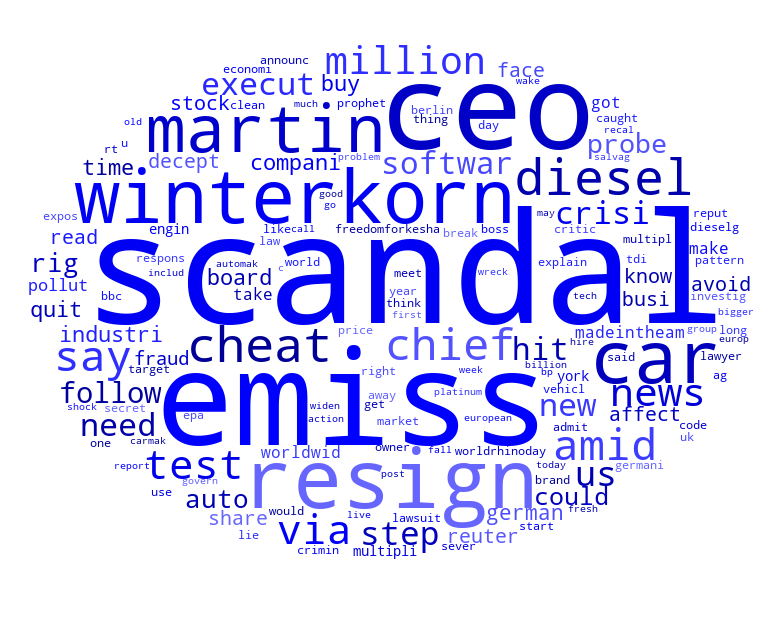 announc
million
economi
face
execut
buy
wake
ceo
stock
clean
much
prophet
berlin
got
thing
caught
old
martin
day
recal
u
probe
rt
time
decept
compani
problem
softwar
salvag
diesel
winterkorn
good
go
expos
may
crisi
reput
engin
like
call
freedomforkesha
boss
critic
dieselg
read
law
break
multipl
make
scandal
rig
respons
automak
c
world
explain
tdi
pattern
includ
board
meet
wreck
know
avoid
pollut
bbc
take
year
think
tech
busi
investig
quit
first
bigger
industri
price
madeintheam
group
long
cheat
chief
hit
hire
europ
say
fraud
said
lawyer
target
right
week
billion
bp
york
car
ag
follow
shock
secret
emiss
away
platinum
vehicl
news
widen
get
european
new
need
epa
action
market
admit
affect
code
one
carmak
uk
test
worldwid
owner
fall
worldrhinoday
amid
report
resign
today
germani
govern
post
us
use
auto
brand
could
would
live
share
lawsuit
german
fresh
via
step
start
lie
reuter
crimin
multipli
sever